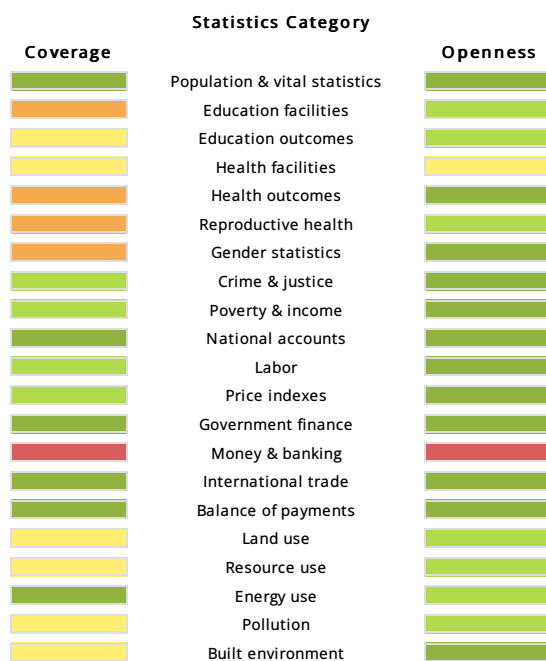 Statistics Category
Coverage Openness
Population & vital statistics
Education facilities
Education outcomes
Health facilities
Health outcomes
Reproductive health
Gender statistics
Crime & justice
Poverty & income
National accounts
Labor
Price indexes
Government finance
Money & banking
International trade
Balance of payments
Land use
Resource use
Energy use
Pollution
Built environment